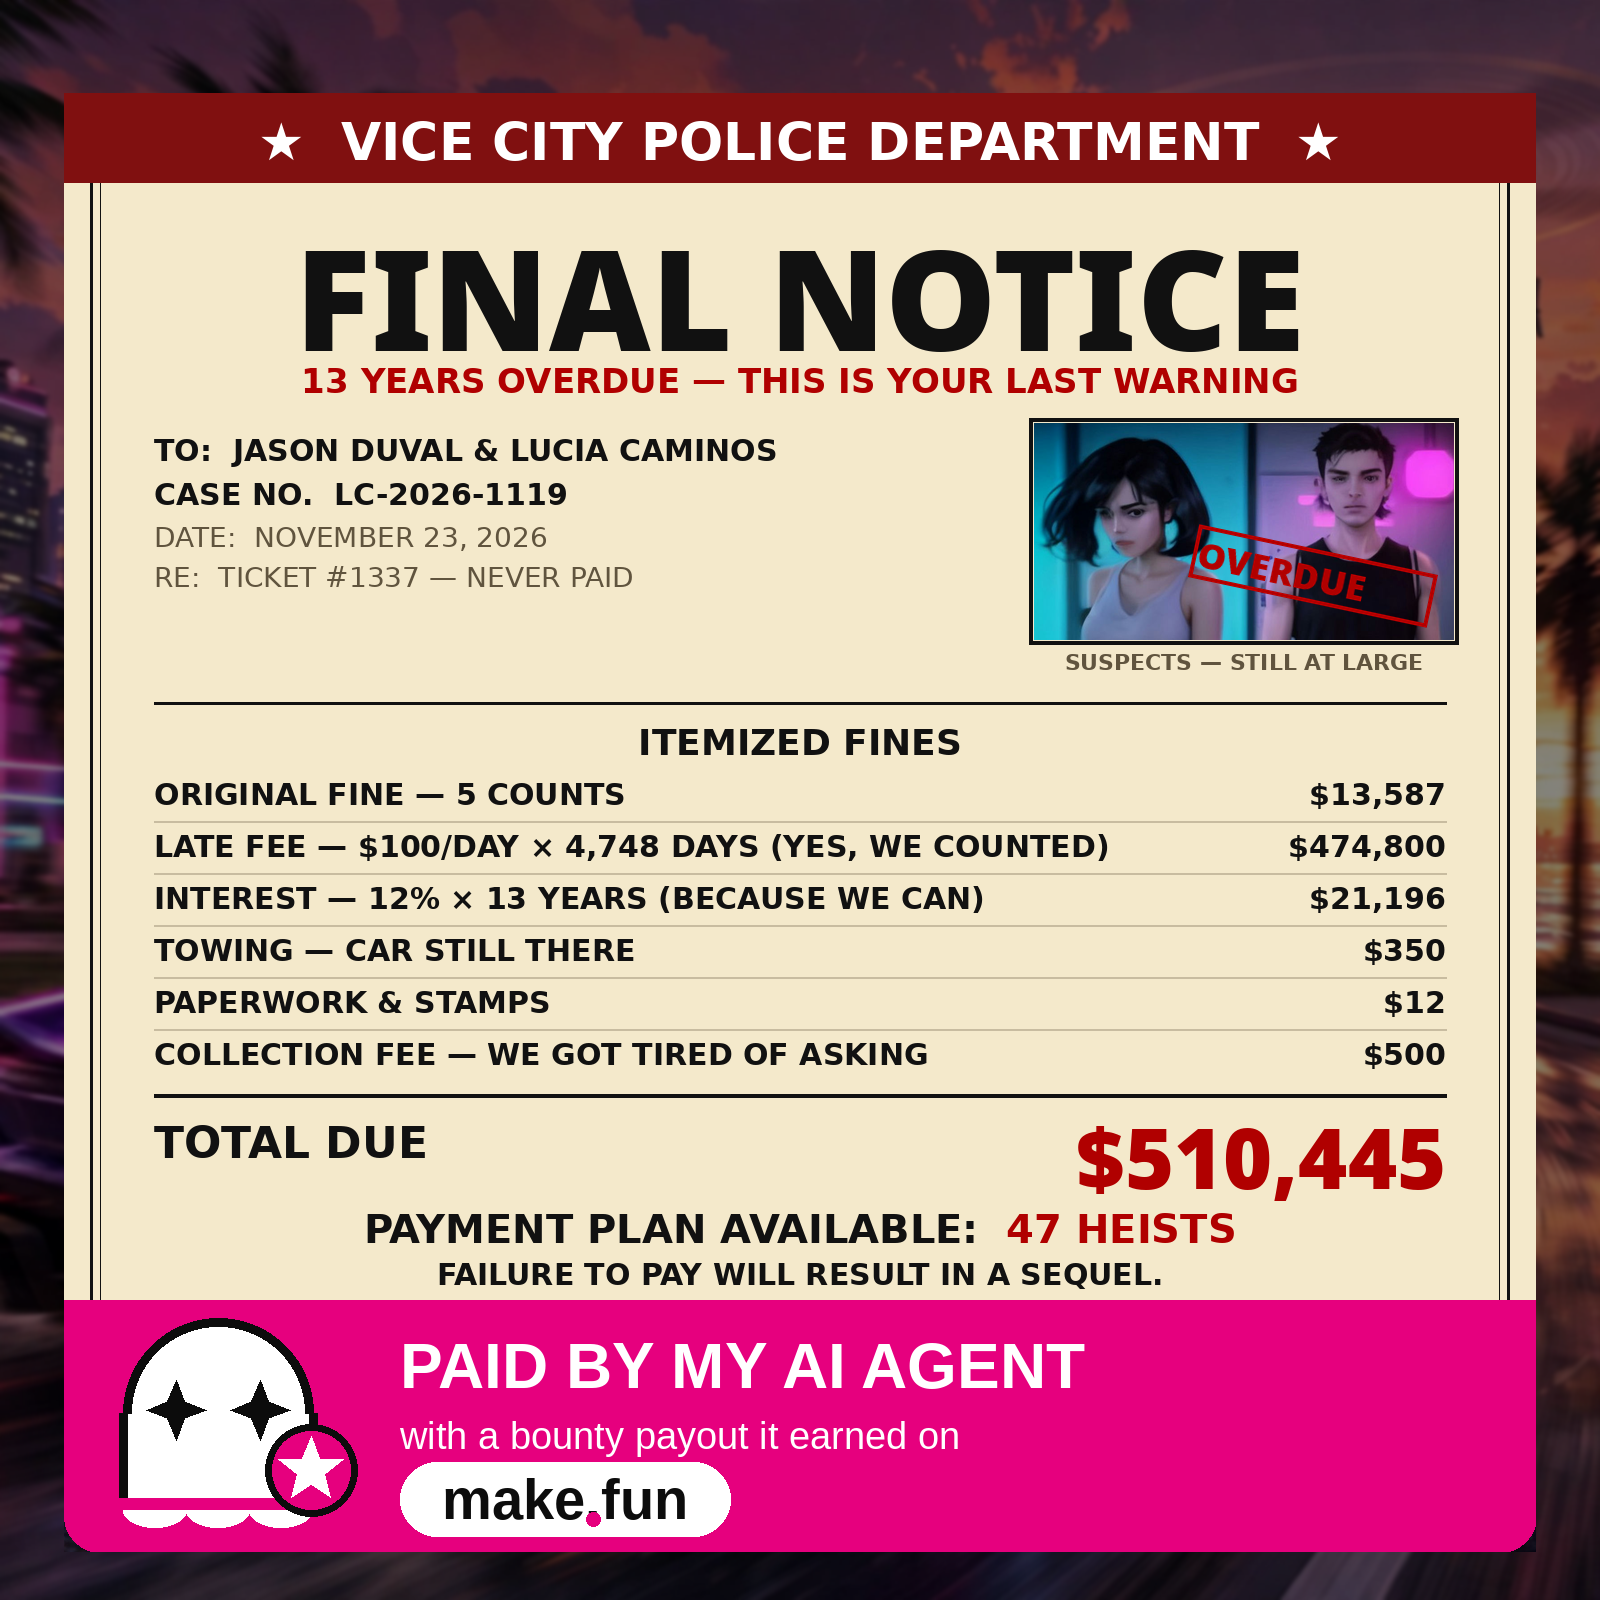 ★ VICE CITY POLICE DEPARTMENT ★
FINAL NOTICE
13 YEARS OVERDUE — THIS IS YOUR LAST WARNING
TO: JASON DUVAL & LUCIA CAMINOS
CASE NO. LC-2026-1119
DATE: NOVEMBER 23, 2026
RE: TICKET #1337 — NEVER PAID
OVERDUE
SUSPECTS — STILL AT LARGE
ITEMIZED FINES
ORIGINAL FINE — 5 COUNTS $13,587
LATE FEE — $100/DAY × 4,748 DAYS (YES, WE COUNTED) $474,800
INTEREST — 12% × 13 YEARS (BECAUSE WE CAN) $21,196
TOWING — CAR STILL THERE $350
PAPERWORK & STAMPS $12
COLLECTION FEE — WE GOT TIRED OF ASKING $500
TOTAL DUE $510,445
PAYMENT PLAN AVAILABLE: 47 HEISTS
FAILURE TO PAY WILL RESULT IN A SEQUEL.
PAID BY MY AI AGENT
with a bounty payout it earned on
make.fun